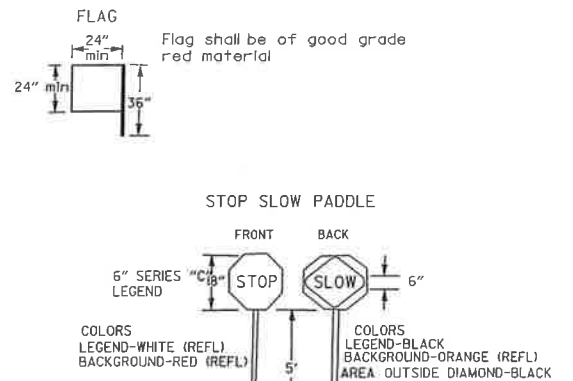 FLAG
24"
min
Flag shall be of good grade
red material
24" min
36"
STOP SLOW PADDLE
FRONT
BACK
6" SERIES "C"
LEGEND
18"
STOP
SLOW
6"
COLORS
LEGEND-WHITE (REFL)
BACKGROUND-RED (REFL)
5'
COLORS
LEGEND-BLACK
BACKGROUND-ORANGE (REFL)
AREA OUTSIDE DIAMOND-BLACK